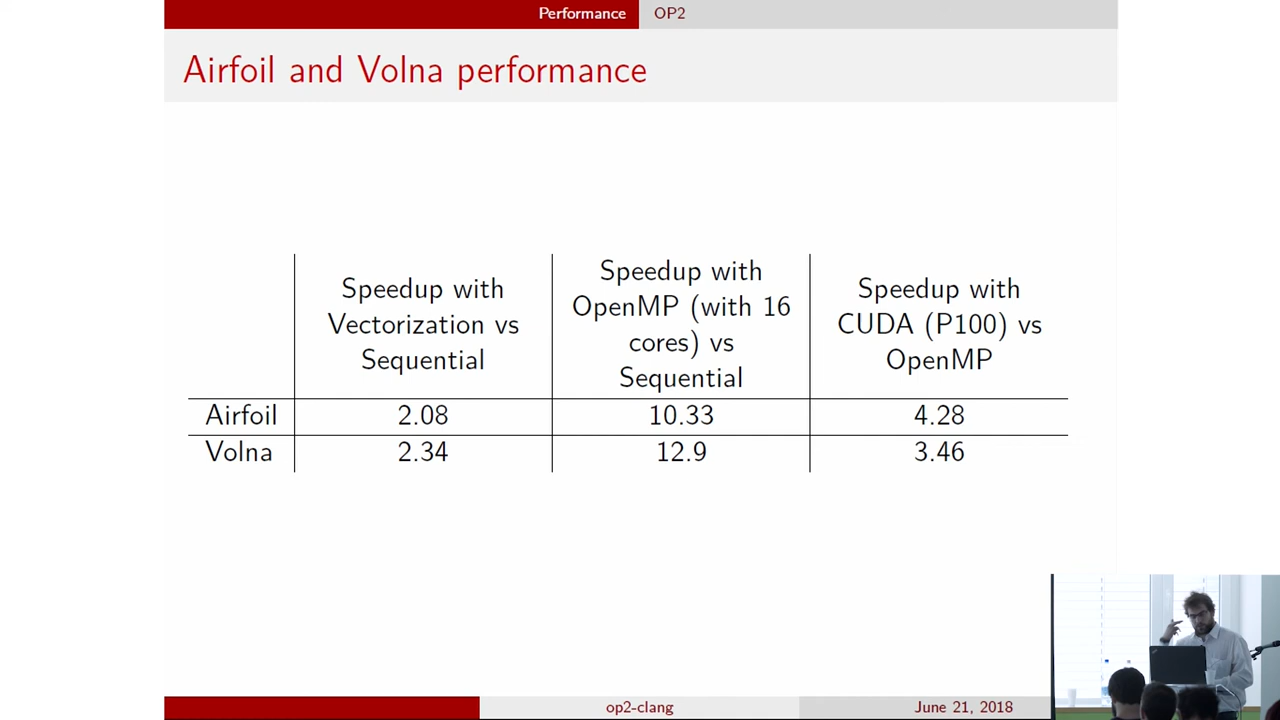 Performance OP2
Airfoil and Volna performance
Speedup with
Vectorization vs
Sequential
Speedup with
OpenMP (with 16
cores) vs
Sequential
Speedup with
CUDA (P100) vs
OpenMP
Airfoil 2.08 10.33 4.28
Volna 2.34 12.9 3.46
op2-clang June 21, 2018